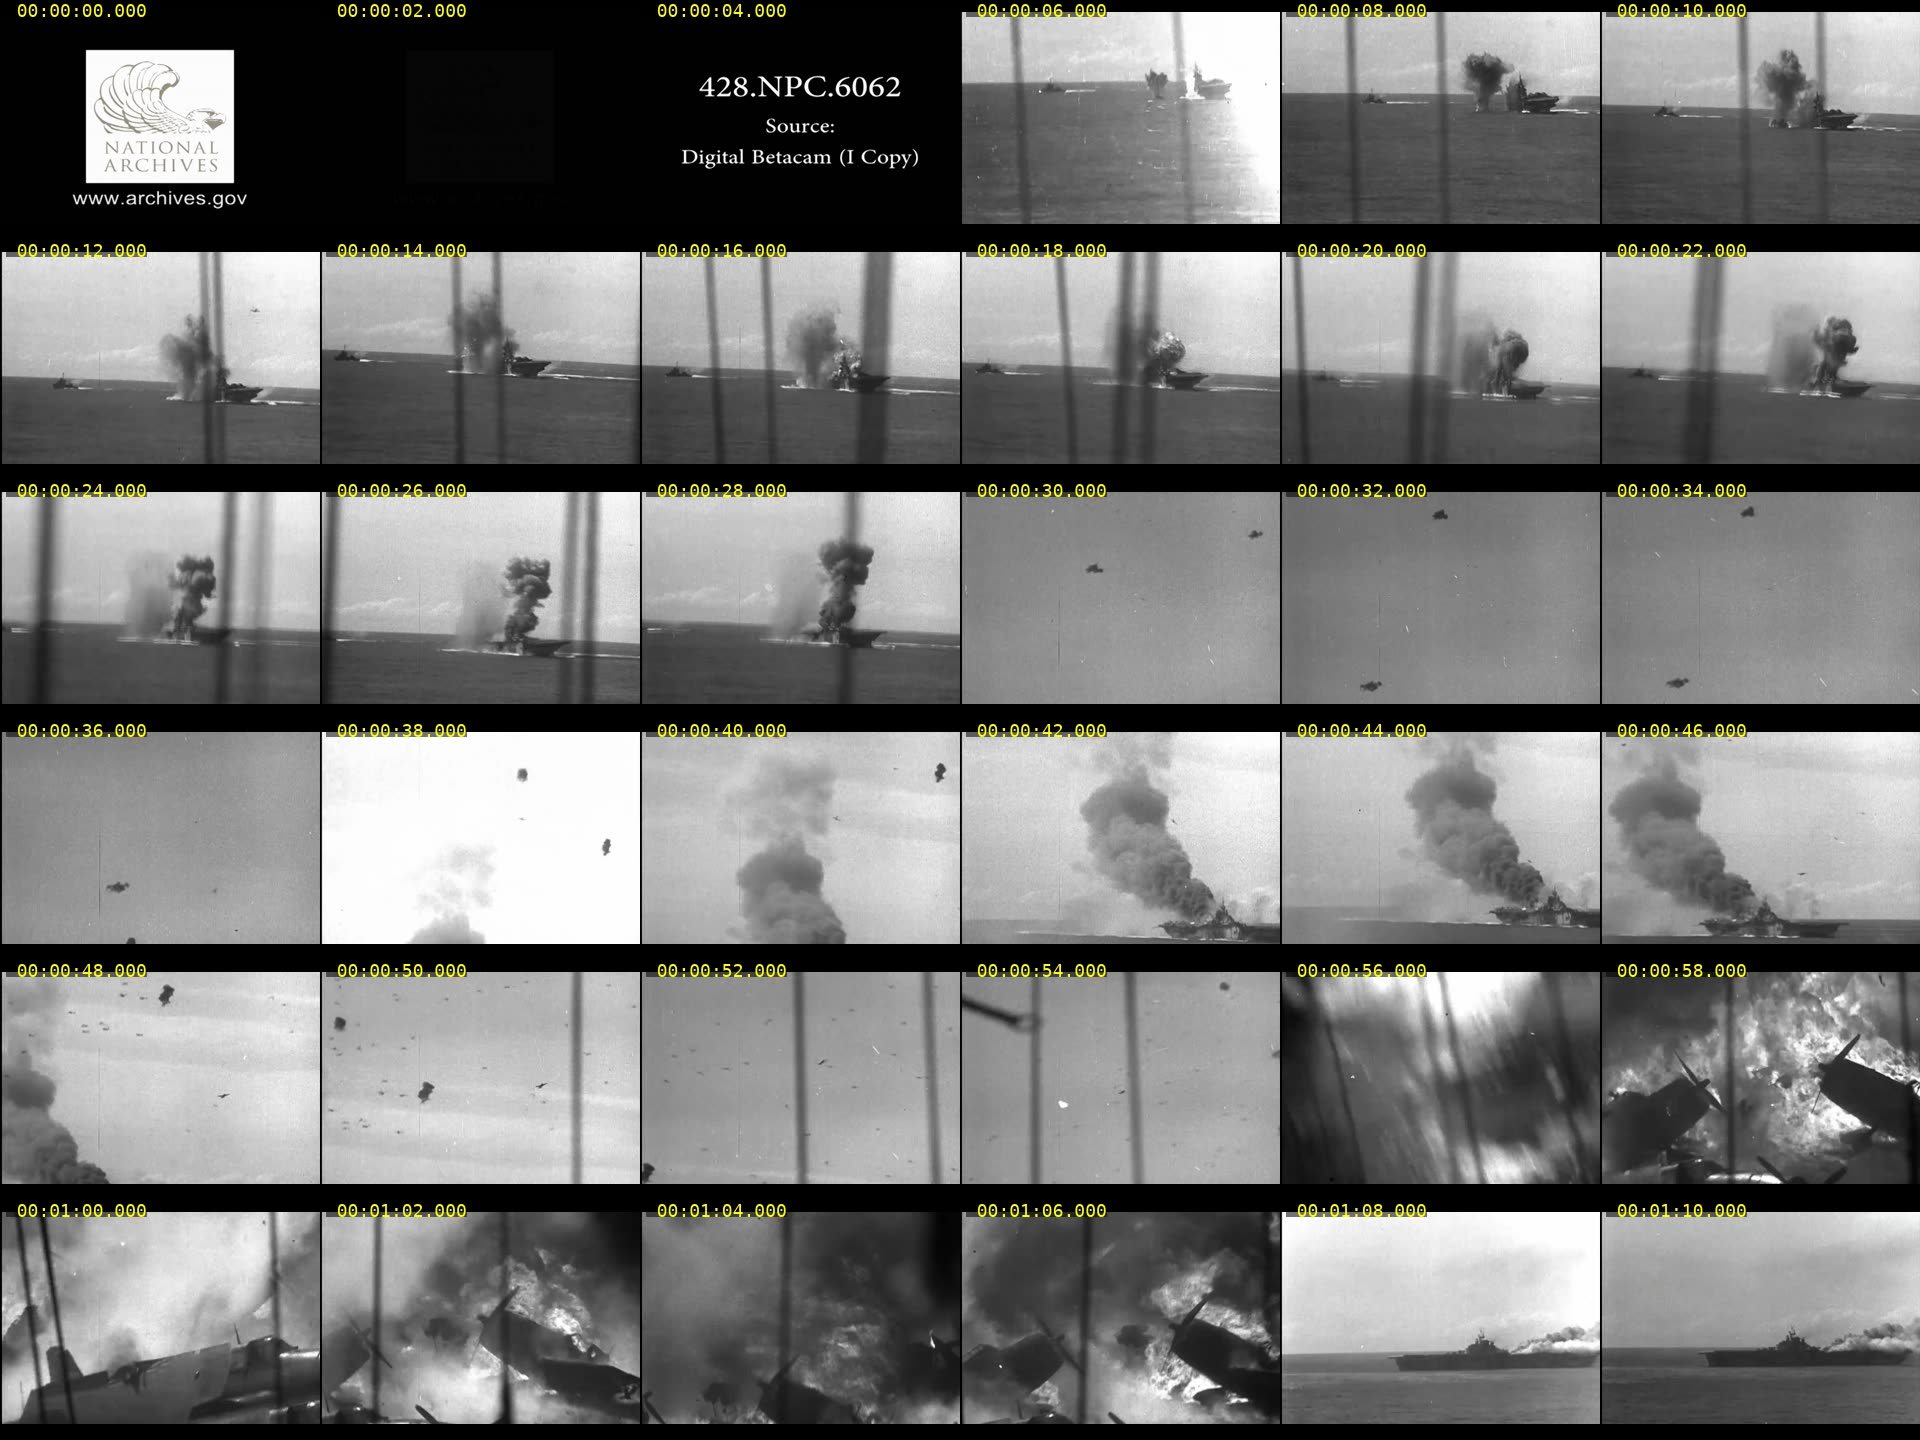 00:00:00.000 00:00:02.000 00:00:04.000 00:00:06.000 00:00:08.000 00:00:10.000
NATIONAL
ARCHIVES
www.archives.gov
428.NPC.6062
Source:
Digital Betacam (I Copy)
00:00:12.000 00:00:14.000 00:00:16.000 00:00:18.000 00:00:20.000 00:00:22.000
00:00:24.000 00:00:26.000 00:00:28.000 00:00:30.000 00:00:32.000 00:00:34.000
00:00:36.000 00:00:38.000 00:00:40.000 00:00:42.000 00:00:44.000 00:00:46.000
00:00:48.000 00:00:50.000 00:00:52.000 00:00:54.000 00:00:56.000 00:00:58.000
00:01:00.000 00:01:02.000 00:01:04.000 00:01:06.000 00:01:08.000 00:01:10.000